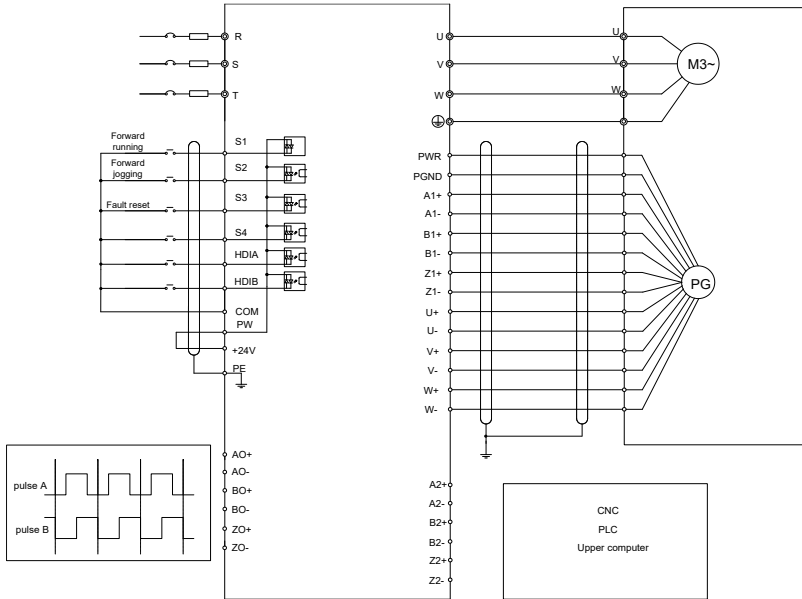 R
S
T
Forward
running
Forward
jogging
Fault reset
S1
S2
S3
S4
HDIA
HDIB
COM
PW
+24V
PE
AO+
AO-
BO+
BO-
ZO+
ZO-
pulse A
pulse B
U
V
W
U
V
W
M3~
PWR
PGND
A1+
A1-
B1+
B1-
Z1+
Z1-
U+
U-
V+
V-
W+
W-
PG
A2+
A2-
B2+
B2-
Z2+
Z2-
CNC
PLC
Upper computer